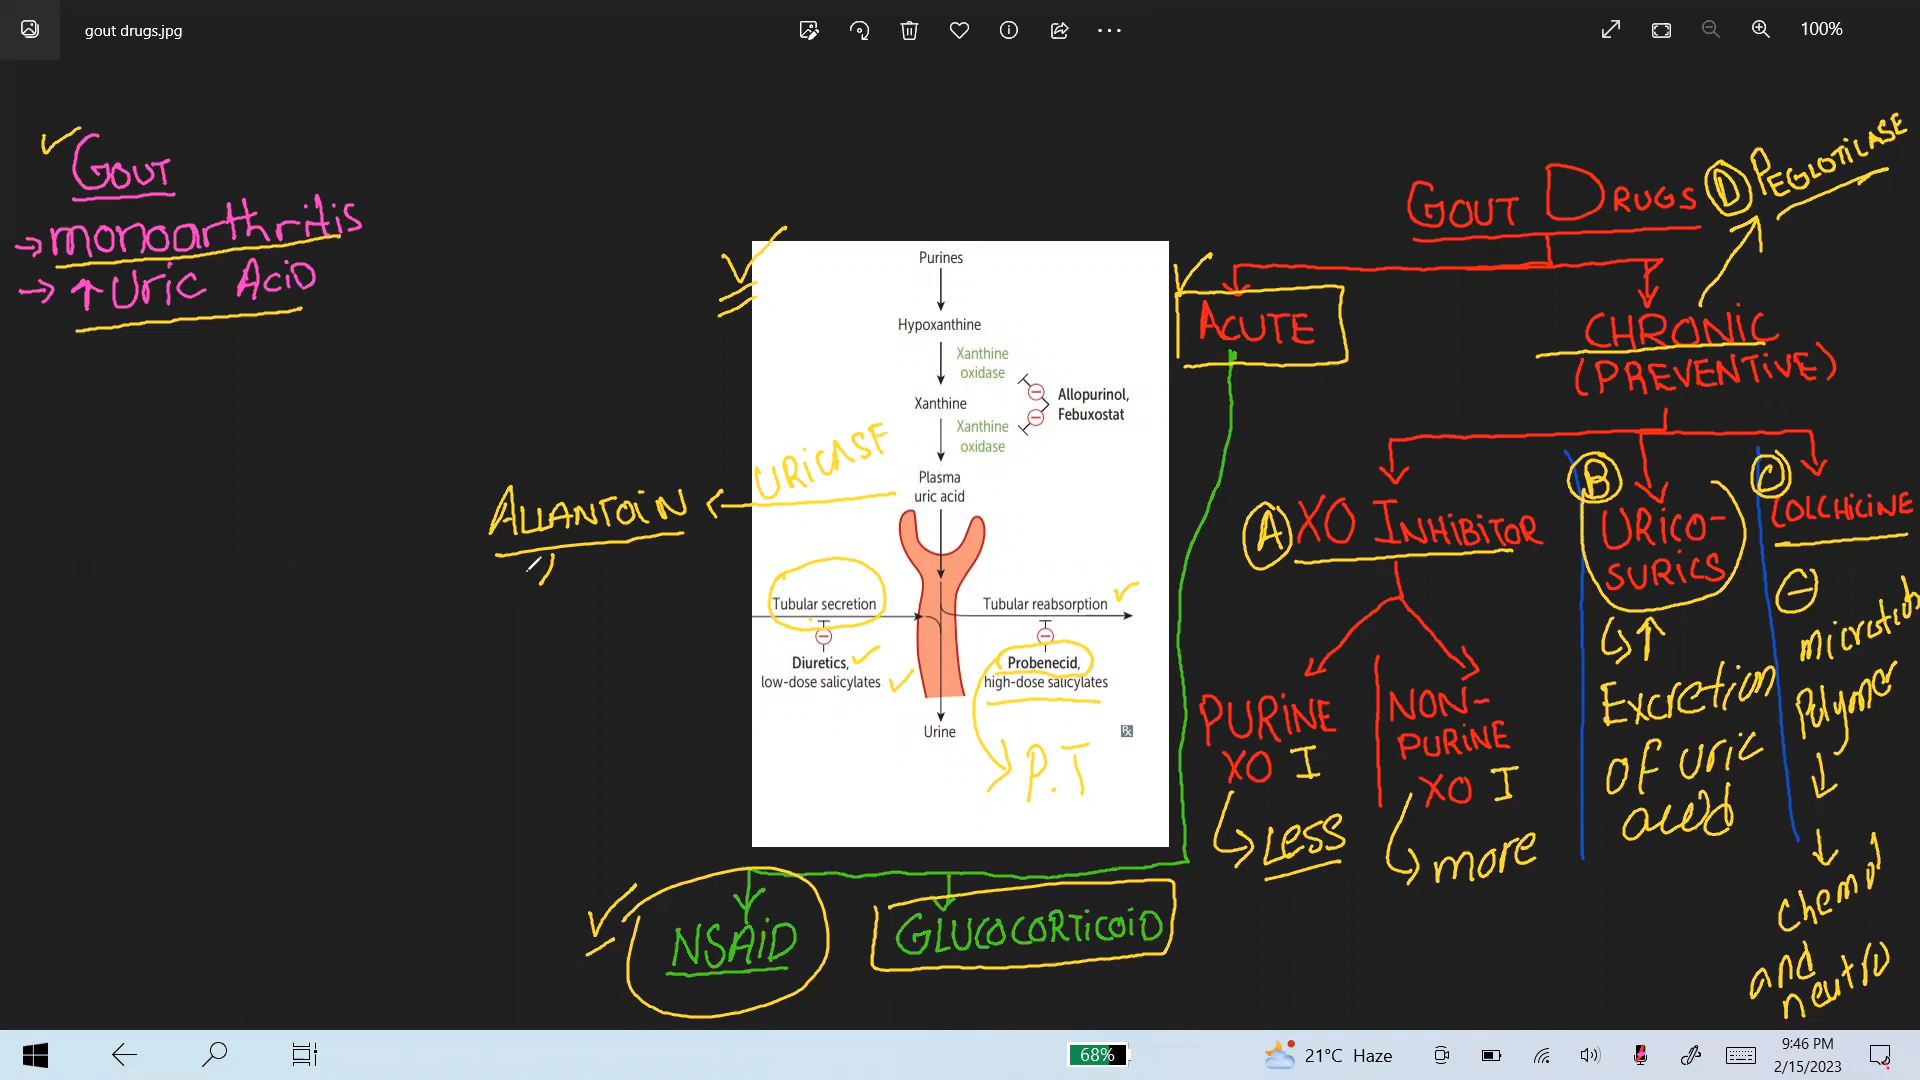 gout drugs.jpg
100%
GOUT
→ monoarthritis
→ ↑ Uric Acid
Purines
Hypoxanthine
Xanthine
oxidase
Xanthine
Allopurinol,
Febuxostat
Xanthine
oxidase
Plasma
uric acid
URICASE
ALLANTOIN
Tubular secretion
Tubular reabsorption
Diuretics,
low-dose salicylates
Probenecid,
high-dose salicylates
Urine
P.T
NSAID
GLUCOCORTICOID
GOUT DRUGS
D PEGLOTILASE
ACUTE
CHRONIC
(PREVENTIVE)
A XO INHIBITOR
PURINE
XO I
LESS
NON-
PURINE
XO I
more
B
URICO-
SURICS
↑
Excretion
of uric
acid
C
COLCHICINE
microtub
Polymer
chemo
and
neutro
68%
21°C Haze
9:46 PM
2/15/2023